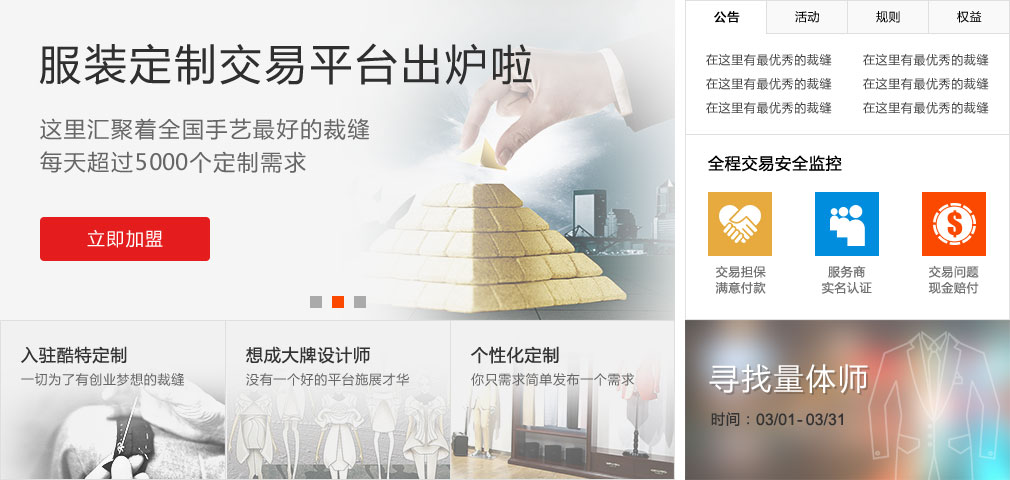 服装定制交易平台出炉啦
这里汇聚着全国手艺最好的裁缝
每天超过5000个定制需求
立即加盟
入驻酷特定制
一切为了有创业梦想的裁缝
想成大牌设计师
没有一个好的平台施展才华
个性化定制
你只需求简单发布一个需求
公告 活动 规则 权益
在这里有最优秀的裁缝 在这里有最优秀的裁缝
在这里有最优秀的裁缝 在这里有最优秀的裁缝
在这里有最优秀的裁缝 在这里有最优秀的裁缝
全程交易安全监控
交易担保
满意付款
服务商
实名认证
$
交易问题
现金赔付
寻找量体师
时间：03/01- 03/31